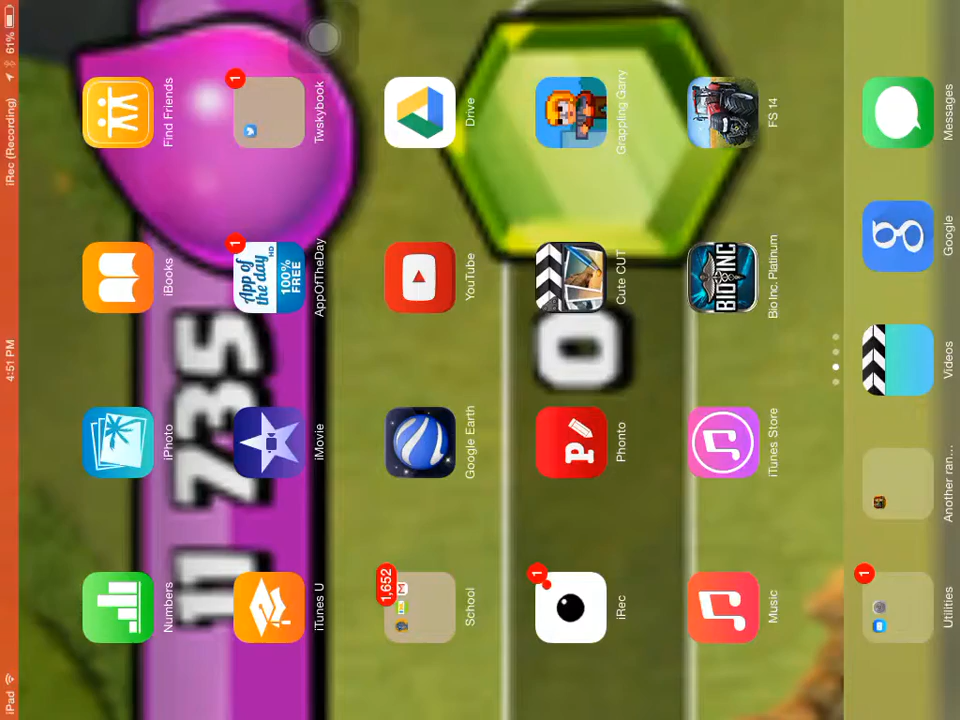 iPad 4:51 PM iRec (Recording) 61%
Numbers iPhoto iBooks Find Friends
11 735
1
App of the day HD
100% FREE
1
iTunes U iMovie AppOfTheDay Twskybook
1,652
School Google Earth YouTube Drive
1
p
0
iRec Phonto Cute CUT Grappling Garry
BIO INC
Music iTunes Store Bio Inc. Platinum FS 14
1
g
Utilities Another ran... Videos Google Messages